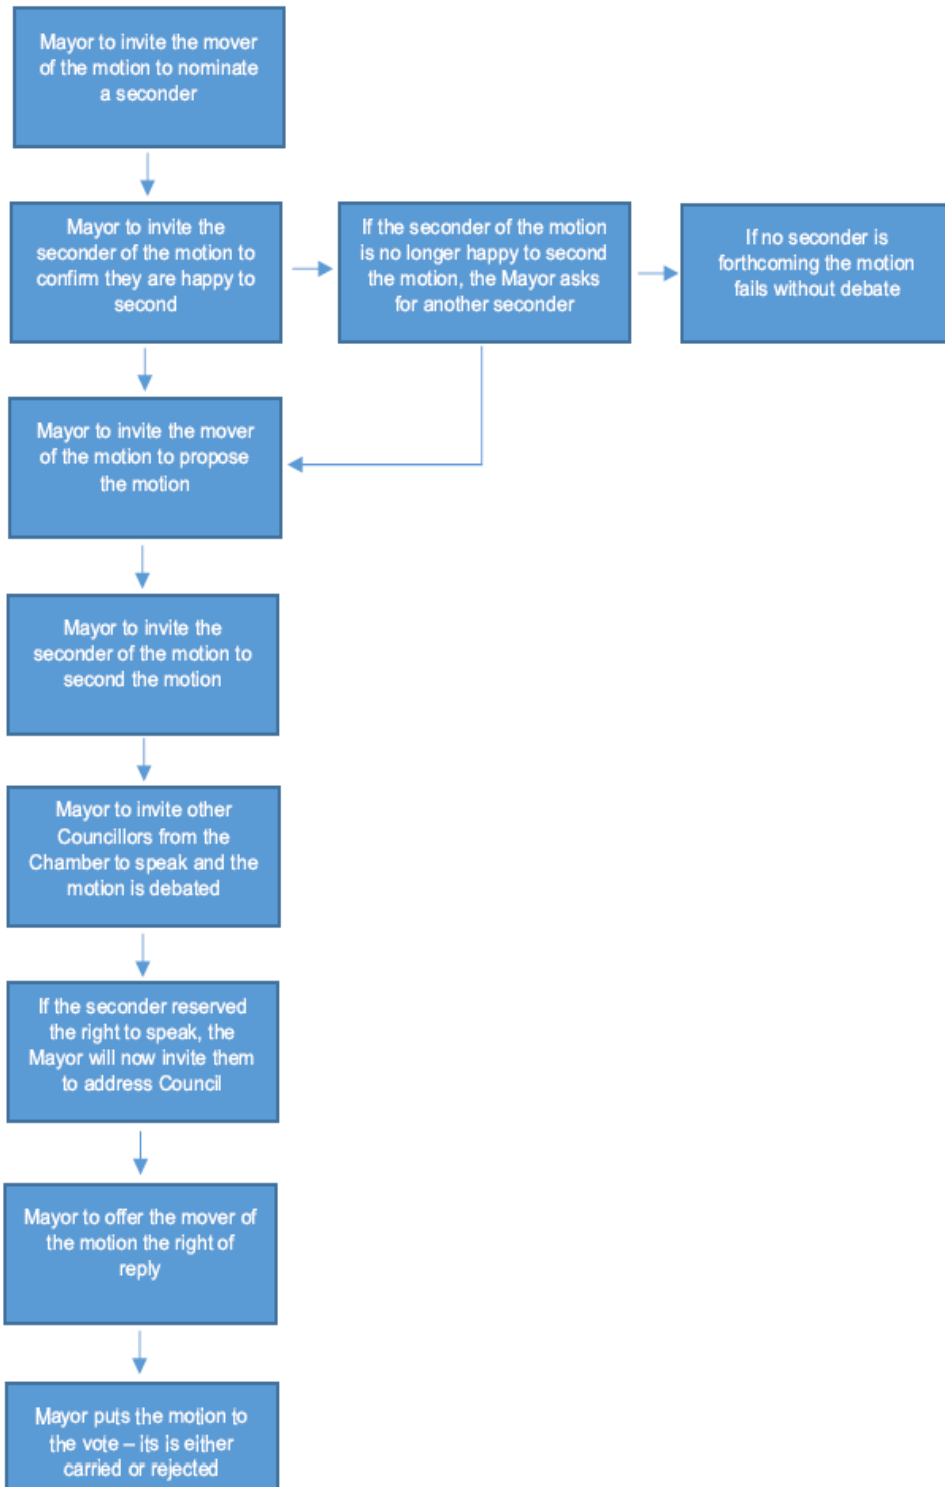 Mayor to invite the mover
of the motion to nominate
a seconder
Mayor to invite the
seconder of the motion to
confirm they are happy to
second
If the seconder of the motion
is no longer happy to second
the motion, the Mayor asks
for another seconder
If no seconder is
forthcoming the motion
fails without debate
Mayor to invite the mover
of the motion to propose
the motion
Mayor to invite the
seconder of the motion to
second the motion
Mayor to invite other
Councillors from the
Chamber to speak and the
motion is debated
If the seconder reserved
the right to speak, the
Mayor will now invite them
to address Council
Mayor to offer the mover of
the motion the right of
reply
Mayor puts the motion to
the vote – its is either
carried or rejected